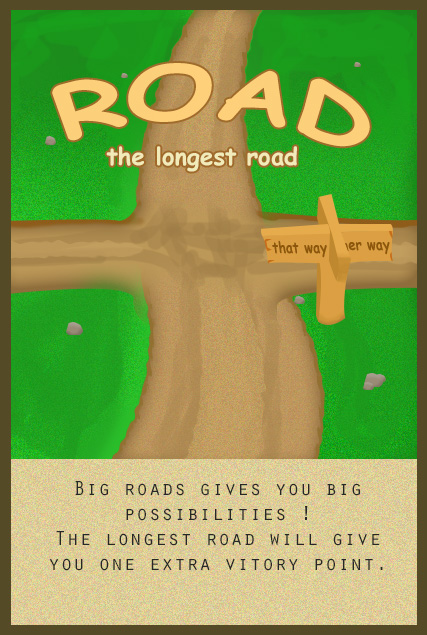 ROAD
the longest road
that way
er way
BIG ROADS GIVES YOU BIG
POSSIBILITIES !
THE LONGEST ROAD WILL GIVE
YOU ONE EXTRA VITORY POINT.